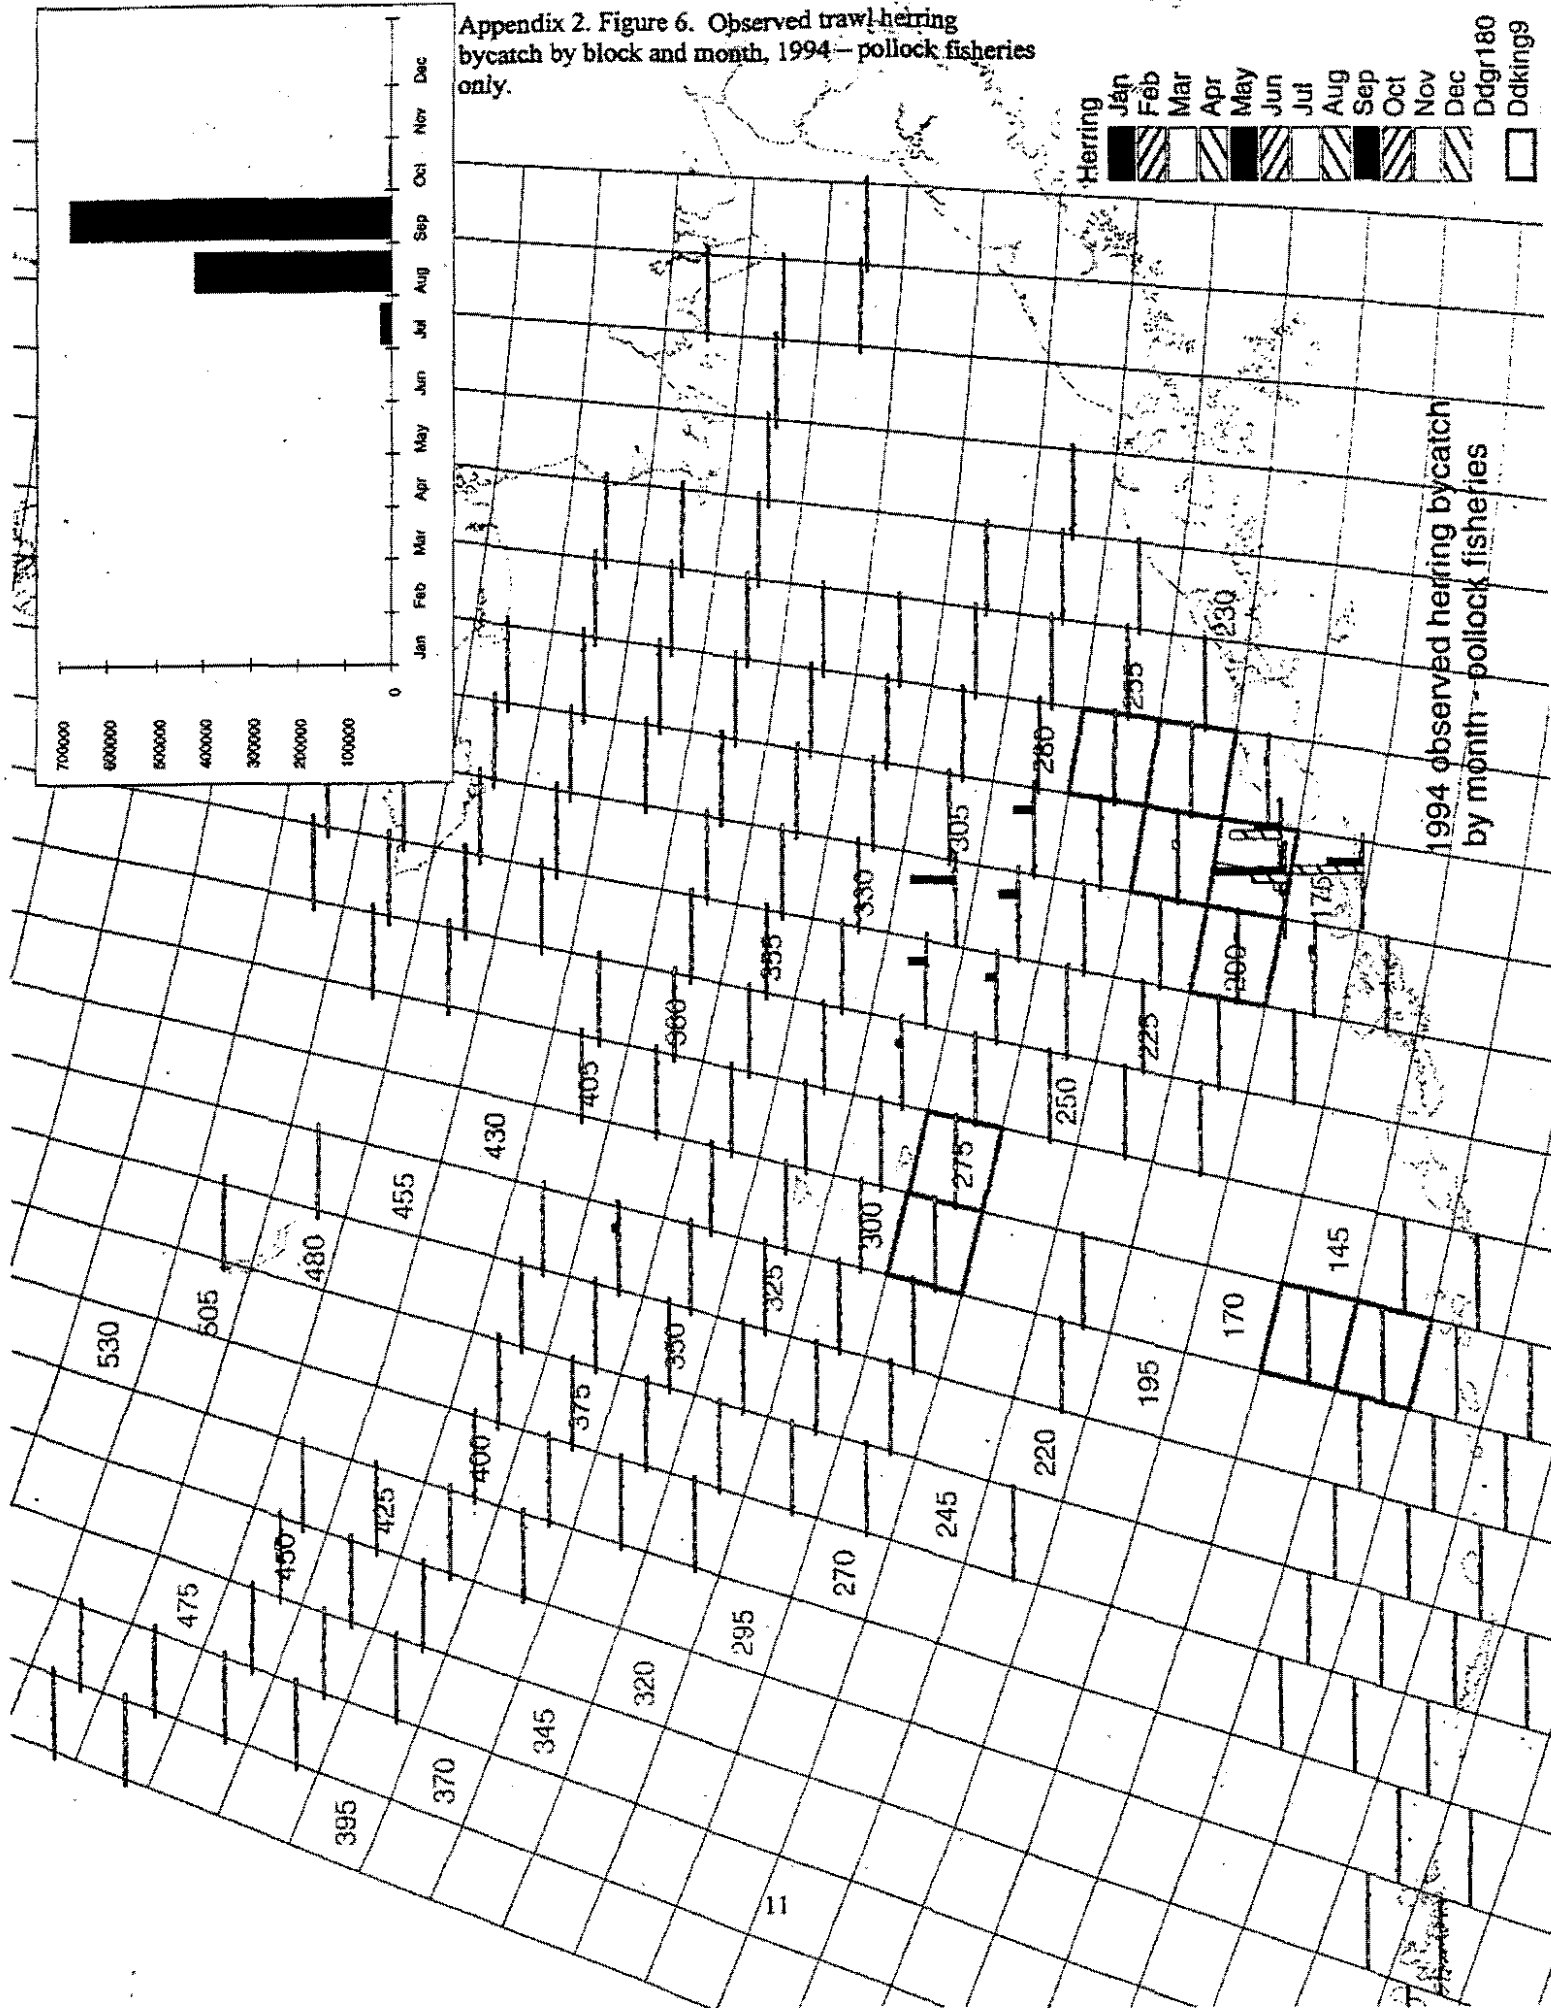 Appendix 2. Figure 6. Observed trawl herring
bycatch by block and month, 1994 – pollock fisheries
only.
700000
600000
500000
400000
300000
200000
100000
0
Jan
Feb
Mar
Apr
May
Jun
Jul
Aug
Sep
Oct
Nov
Dec
Herring
Jan
Feb
Mar
Apr
May
Jun
Jul
Aug
Sep
Oct
Nov
Dec
Ddgr180
Ddking9
1994 observed herring bycatch
by month - pollock fisheries
530
505
480
455
430
405
380
355
330
305
280
255
230
475
450
425
400
375
350
325
300
275
250
225
200
175
395
370
345
320
295
270
245
220
195
170
145
11